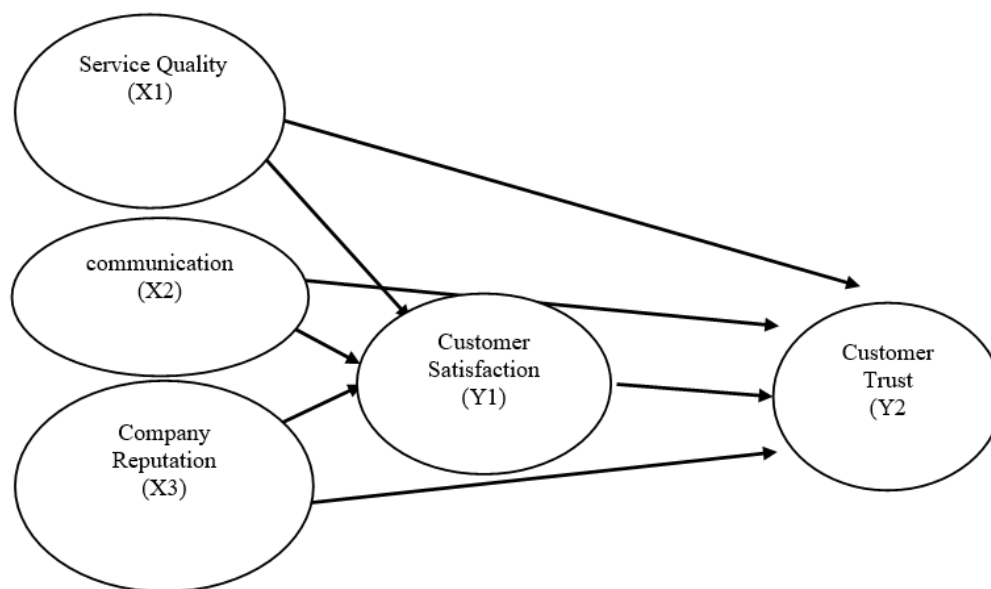 Service Quality
(X1)
communication
(X2)
Customer
Satisfaction
(Y1)
Customer
Trust
(Y2
Company
Reputation
(X3)